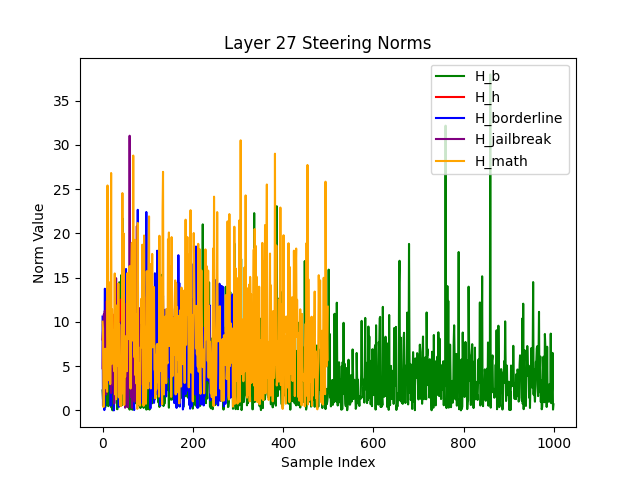 Layer 27 Steering Norms
H_b
H_h
H_borderline
H_jailbreak
H_math
35
30
25
20
15
10
5
0
Norm Value
0 200 400 600 800 1000
Sample Index